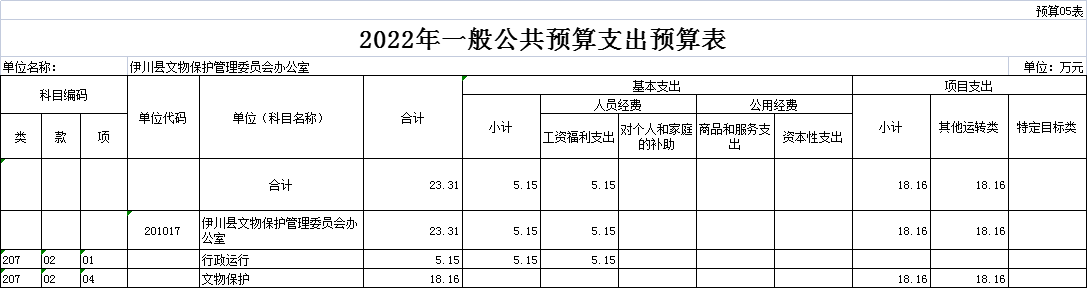 预算05表
2022年一般公共预算支出预算表
单位名称： 伊川县文物保护管理委员会办公室 单位：万元
科目编码 单位代码 单位（科目名称） 合计 基本支出 项目支出
小计 人员经费 公用经费 小计 其他运转类 特定目标类
类 款 项 工资福利支出 对个人和家庭的补助 商品和服务支出 资本性支出
合计 23.31 5.15 5.15 18.16 18.16
201017 伊川县文物保护管理委员会办公室 23.31 5.15 5.15 18.16 18.16
207 02 01 行政运行 5.15 5.15 5.15
207 02 04 文物保护 18.16 18.16 18.16